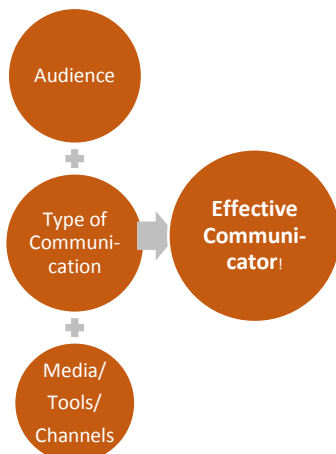 Audience
Type of
Communi-
cation
Effective
Communi-
cator!
Media/
Tools/
Channels